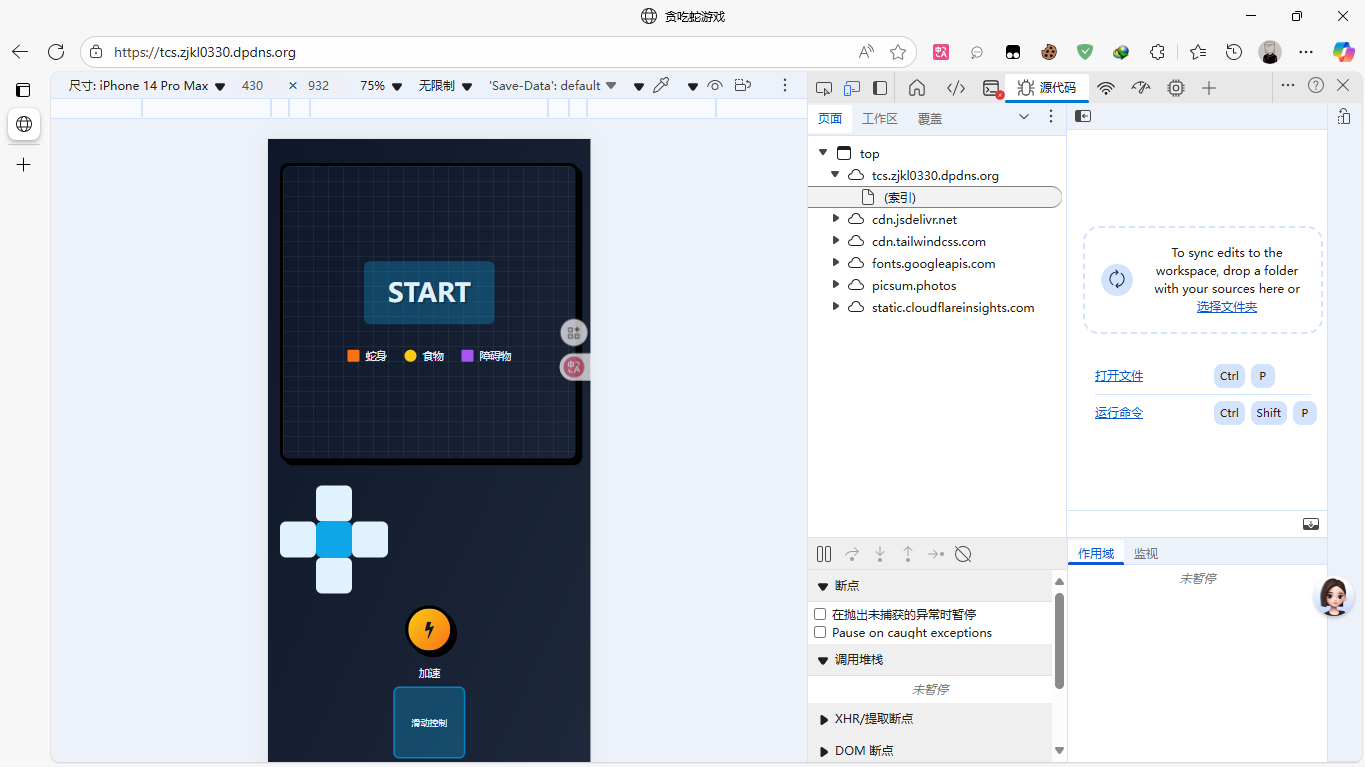 贪吃蛇游戏
https://tcs.zjkl0330.dpdns.org
尺寸: iPhone 14 Pro Max
430
×
932
75%
无限制
'Save-Data': default
源代码
页面
工作区
覆盖
top
tcs.zjkl0330.dpdns.org
(索引)
cdn.jsdelivr.net
cdn.tailwindcss.com
fonts.googleapis.com
picsum.photos
static.cloudflareinsights.com
To sync edits to the
workspace, drop a folder
with your sources here or
选择文件夹
打开文件
Ctrl
P
运行命令
Ctrl
Shift
P
START
蛇身
食物
障碍物
加速
滑动控制
断点
在抛出未捕获的异常时暂停
Pause on caught exceptions
调用堆栈
未暂停
XHR/提取断点
DOM 断点
作用域
监视
未暂停